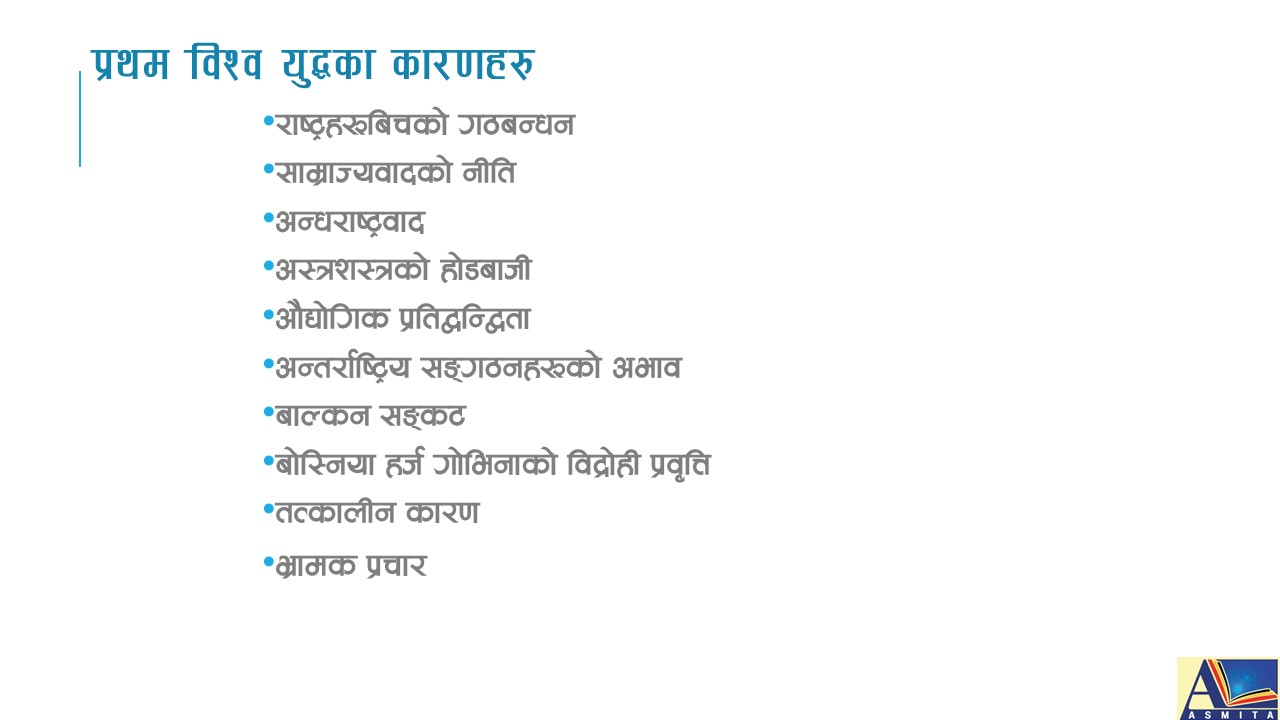 प्रथम विश्व युद्धका कारणहरु
•राष्ट्रहरूबिचको गठबन्धन
•साम्राज्यवादको नीति
•अन्धराष्ट्रवाद
•अस्त्रशस्त्रको होडबाजी
•औद्योगिक प्रतिद्वन्द्विता
•अन्तर्राष्ट्रिय सङ्गठनहरूको अभाव
•बाल्कन सङ्कट
•बोस्निया हर्ज गोभिनाको विद्रोही प्रवृत्ति
•तत्कालीन कारण
•भ्रामक प्रचार
ASMITA